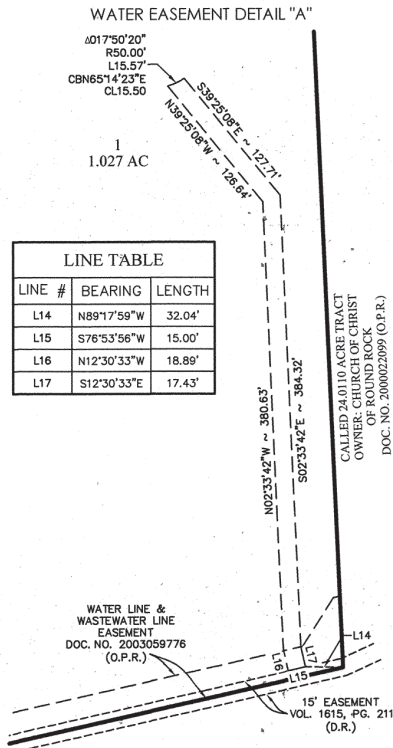 WATER EASEMENT DETAIL "A"
Δ017°50'20"
R50.00'
L15.57'
CBN65°14'23"E
CL15.50
S39°25'08"E ~ 127.71'
N39°25'08"W ~ 126.64'
1
1.027 AC
LINE TABLE
LINE # BEARING LENGTH
L14 N89°17'59"W 32.04'
L15 S76°53'56"W 15.00'
L16 N12°30'33"W 18.89'
L17 S12°30'33"E 17.43'
N02°33'42"W ~ 380.63'
S02°33'42"E ~ 384.32'
CALLED 24.0110 ACRE TRACT
OWNER: CHURCH OF CHRIST
OF ROUND ROCK
DOC. NO. 2000022099 (O.P.R.)
WATER LINE &
WASTEWATER LINE
EASEMENT
DOC. NO. 2003059776
(O.P.R.)
L14
L16
L17
L15
15' EASEMENT
VOL. 1615, PG. 211
(D.R.)